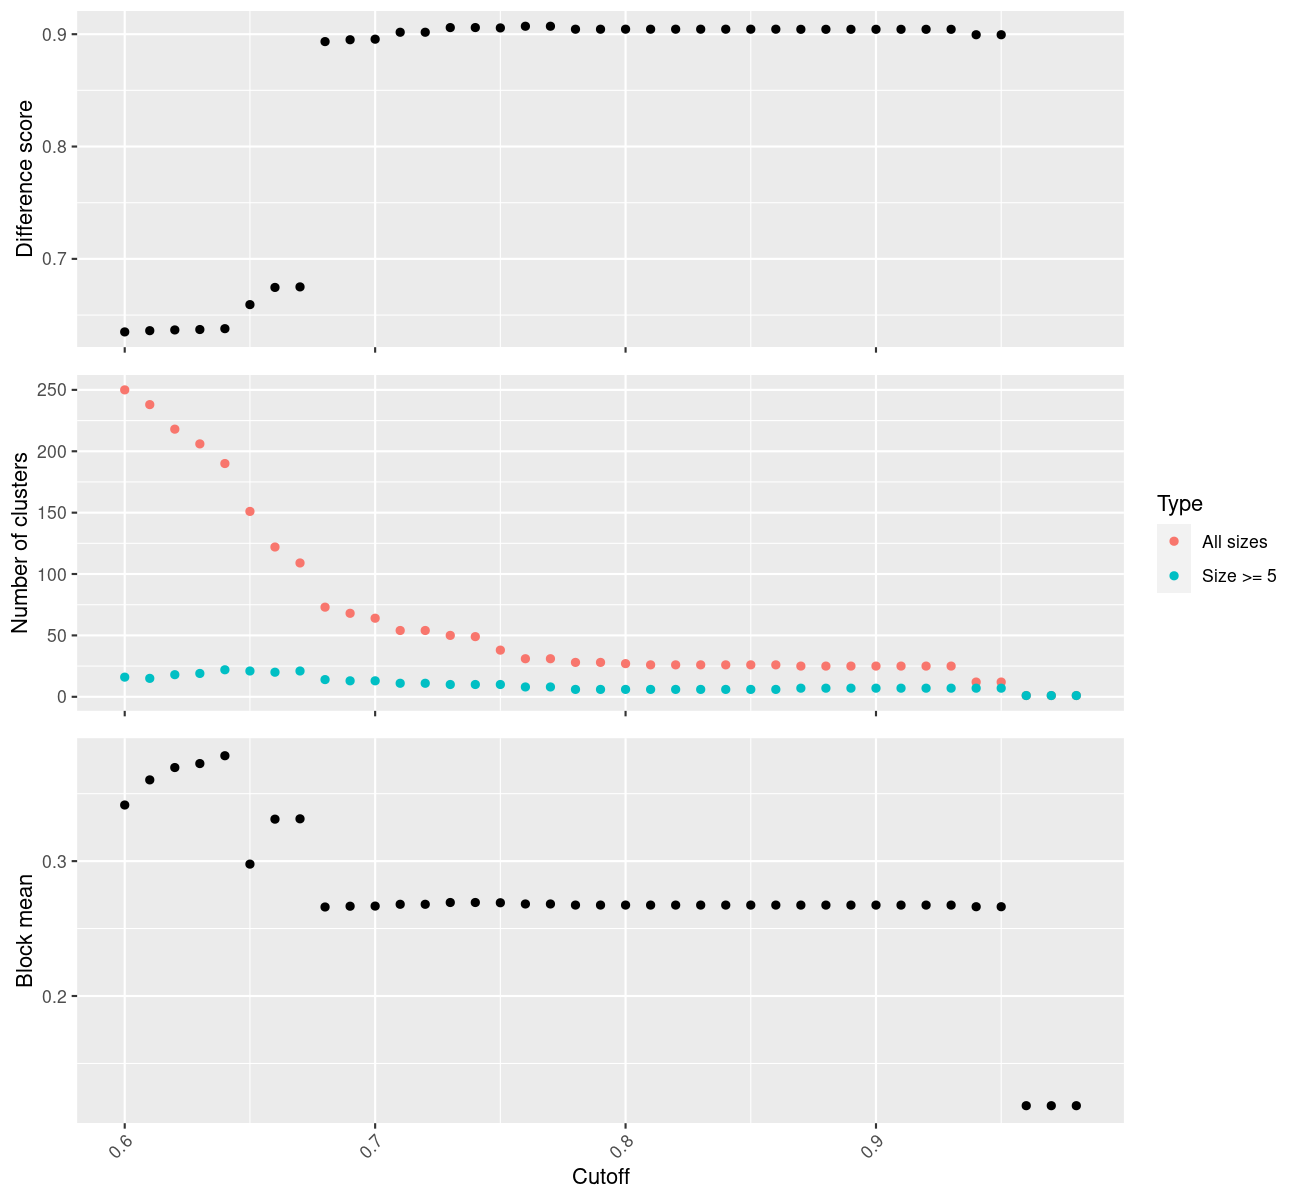 Difference score
0.9
0.8
0.7
Number of clusters
250
200
150
100
50
0
Type
All sizes
Size >= 5
Block mean
0.3
0.2
0.6
0.7
0.8
0.9
Cutoff